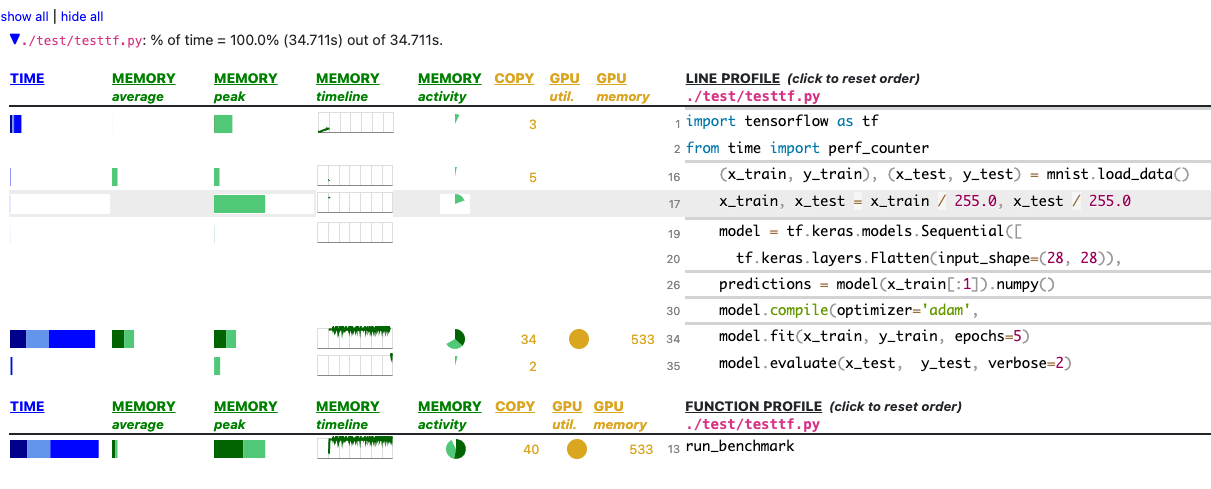 show all | hide all
▼./test/testtf.py: % of time = 100.0% (34.711s) out of 34.711s.
TIME MEMORY MEMORY MEMORY MEMORY COPY GPU GPU LINE PROFILE (click to reset order)
average peak timeline activity util. memory ./test/testtf.py
3 1 import tensorflow as tf
2 from time import perf_counter
5 16 (x_train, y_train), (x_test, y_test) = mnist.load_data()
17 x_train, x_test = x_train / 255.0, x_test / 255.0
19 model = tf.keras.models.Sequential([
20 tf.keras.layers.Flatten(input_shape=(28, 28)),
26 predictions = model(x_train[:1]).numpy()
30 model.compile(optimizer='adam',
34 533 34 model.fit(x_train, y_train, epochs=5)
2 35 model.evaluate(x_test,  y_test, verbose=2)
TIME MEMORY MEMORY MEMORY MEMORY COPY GPU GPU FUNCTION PROFILE (click to reset order)
average peak timeline activity util. memory ./test/testtf.py
40 533 13 run_benchmark